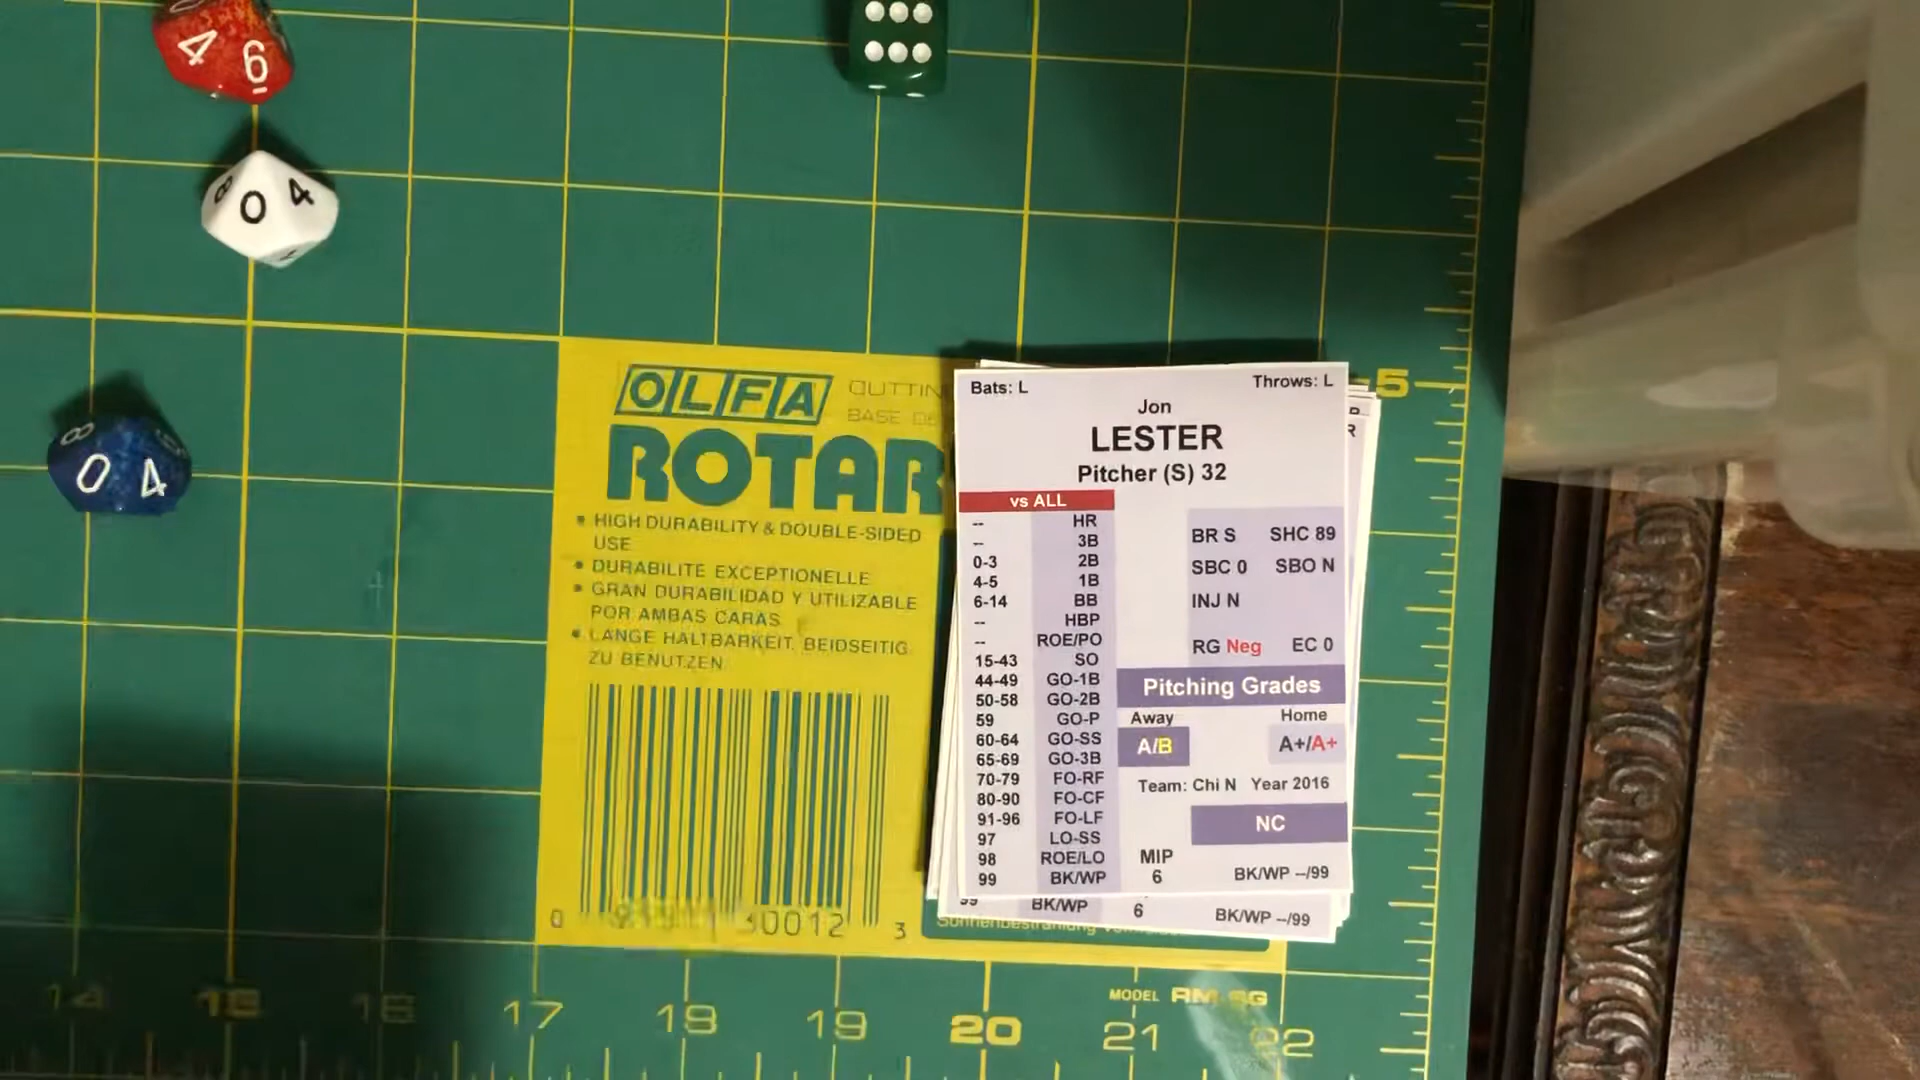 4 6
8 0 4
8 0 4
OLFA
ROTAR
HIGH DURABILITY & DOUBLE-SIDED
USE
DURABILITE EXCEPTIONELLE
GRAN DURABILIDAD Y UTILIZABLE
POR AMBAS CARAS
LANGE HALTBARKEIT. BEIDSEITIG
ZU BENUTZEN
0 30012 3
5
Bats: L Throws: L
Jon
LESTER
Pitcher (S) 32
vs ALL
-- HR
-- 3B
0-3 2B
4-5 1B
6-14 BB
-- HBP
-- ROE/PO
15-43 SO
44-49 GO-1B
50-58 GO-2B
59 GO-P
60-64 GO-SS
65-69 GO-3B
70-79 FO-RF
80-90 FO-CF
91-96 FO-LF
97 LO-SS
98 ROE/LO
99 BK/WP
BR S SHC 89
SBC 0 SBO N
INJ N
RG Neg EC 0
Pitching Grades
Away Home
A/B A+/A+
Team: Chi N Year 2016
NC
MIP
6
BK/WP --/99
99 BK/WP 6 BK/WP --/99
MODEL
14 15 16 17 18 19 20 21 22